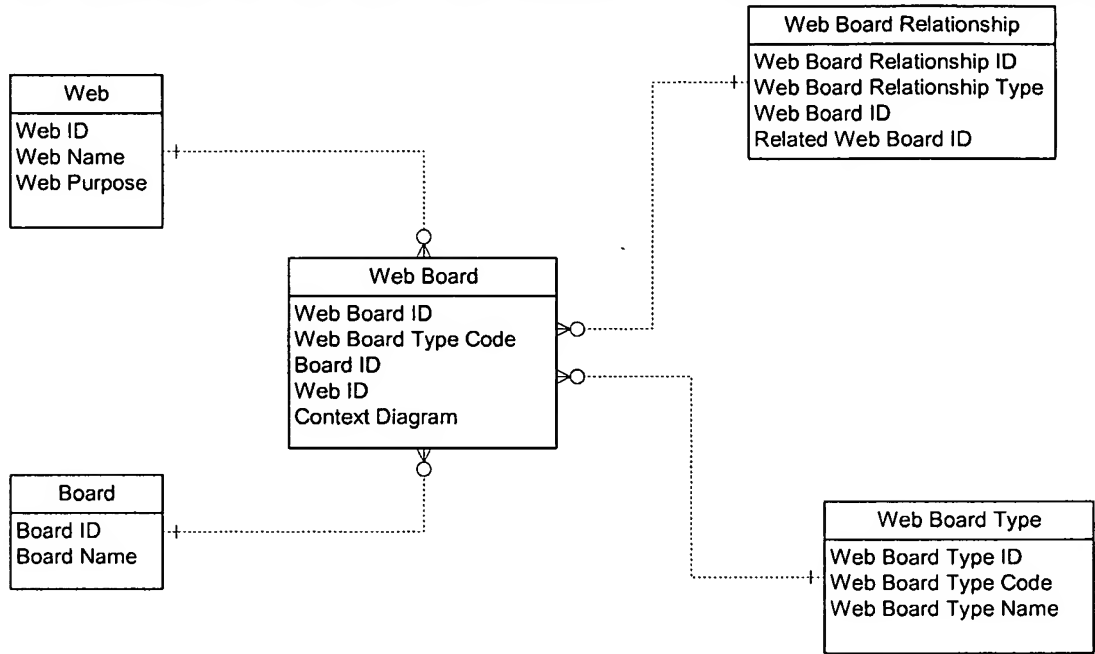 Web Board Relationship
Web Board Relationship ID
Web Board Relationship Type
Web Board ID
Related Web Board ID
Web
Web ID
Web Name
Web Purpose
Web Board
Web Board ID
Web Board Type Code
Board ID
Web ID
Context Diagram
Board
Board ID
Board Name
Web Board Type
Web Board Type ID
Web Board Type Code
Web Board Type Name